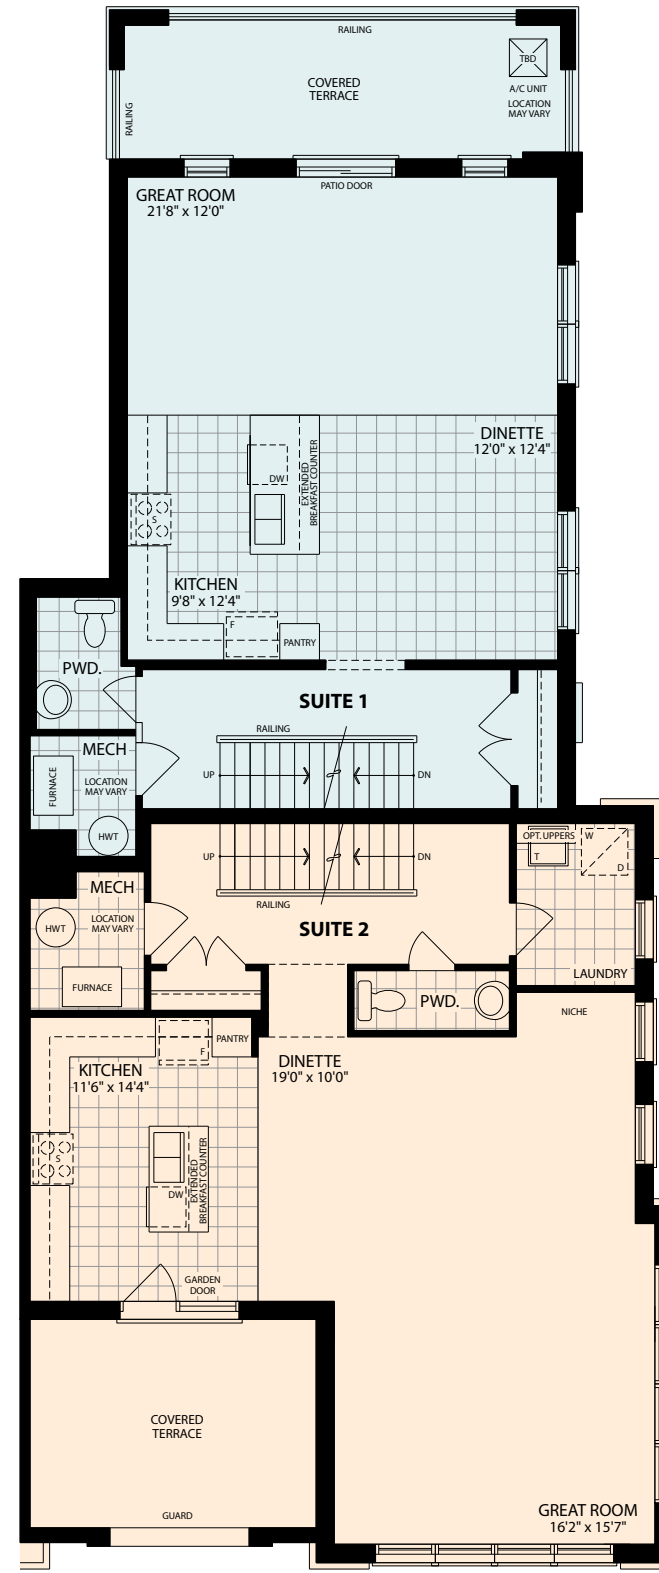 RAILING
TBD
COVERED
TERRACE
A/C UNIT
LOCATION
MAY VARY
RAILING
PATIO DOOR
GREAT ROOM
21'8" x 12'0"
DINETTE
12'0" x 12'4"
DW
EXTENDED
BREAKFAST COUNTER
S
KITCHEN
9'8" x 12'4"
F
PANTRY
PWD.
SUITE 1
RAILING
MECH
FURNACE
LOCATION
MAY VARY
UP
DN
HWT
OPT. UPPERS
W
T
D
UP
DN
MECH
RAILING
LOCATION
MAY VARY
HWT
SUITE 2
LAUNDRY
FURNACE
PWD.
NICHE
F
PANTRY
KITCHEN
11'6" x 14'4"
DINETTE
19'0" x 10'0"
S
DW
EXTENDED
BREAKFAST COUNTER
GARDEN
DOOR
COVERED
TERRACE
GUARD
GREAT ROOM
16'2" x 15'7"